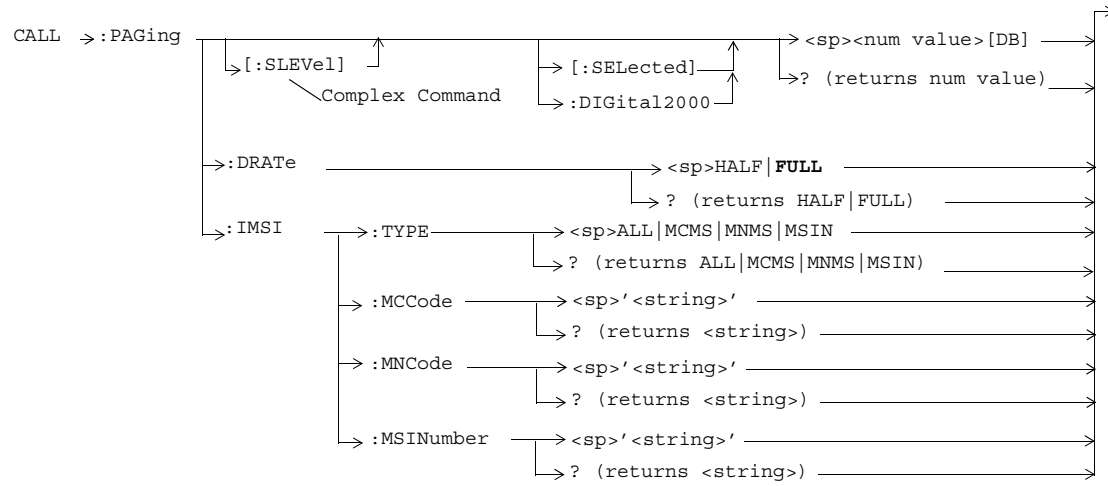 CALL :PAGing <sp><num value>[DB]
[:SLEVel] [:SELected] ? (returns num value)
Complex Command :DIGital2000
:DRATe <sp>HALF|FULL
? (returns HALF|FULL)
:IMSI :TYPE <sp>ALL|MCMS|MNMS|MSIN
? (returns ALL|MCMS|MNMS|MSIN)
:MCCode <sp>'<string>'
? (returns <string>)
:MNCode <sp>'<string>'
? (returns <string>)
:MSINumber <sp>'<string>'
? (returns <string>)